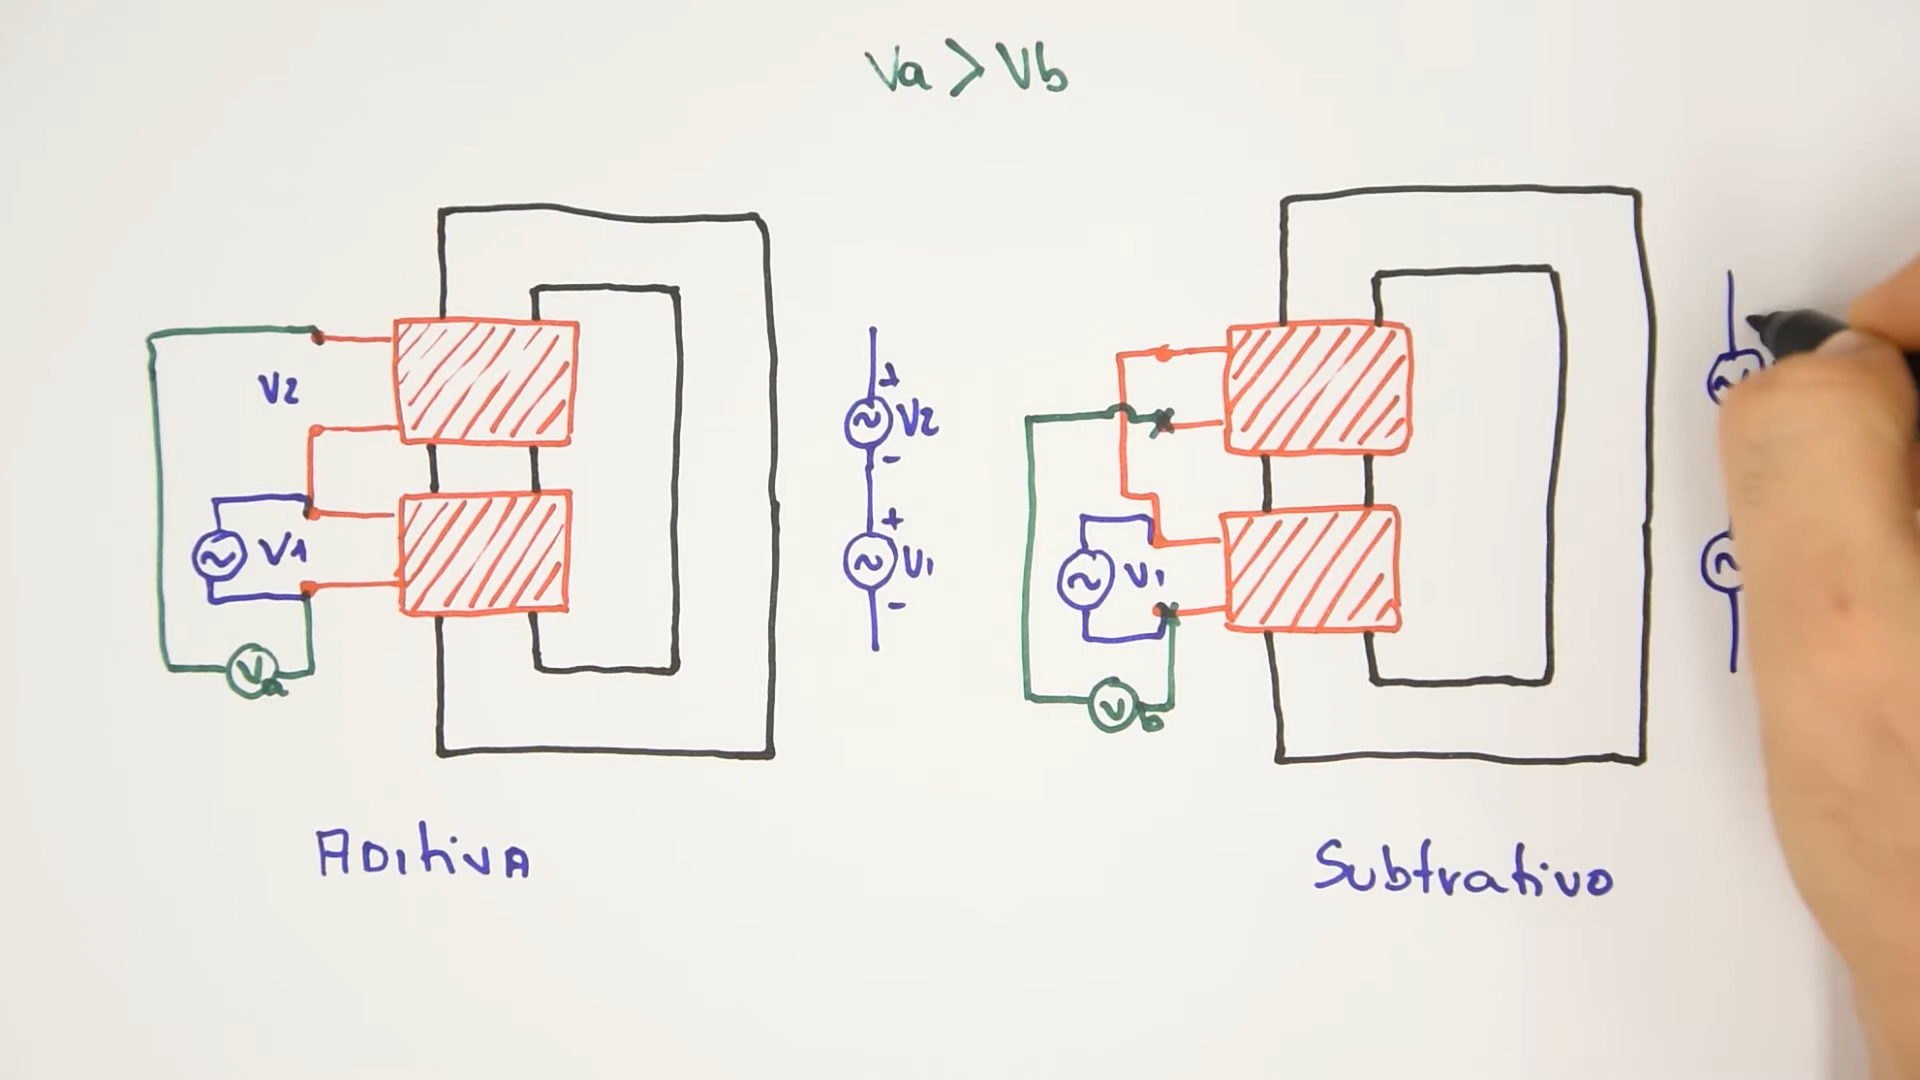 Va > Vb
V2
V1
Va
+
V2
-
+
V1
-
V1
Vb
ADitivA
Subtrativo